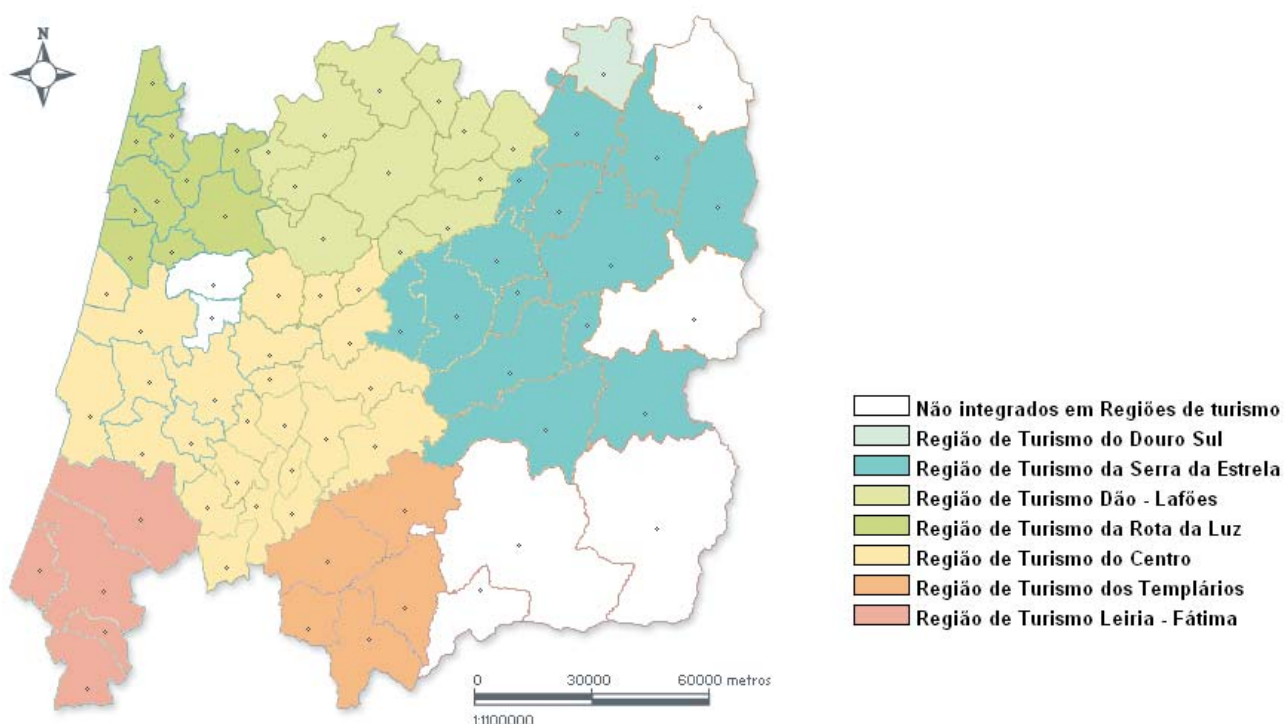 N
Não integrados em Regiões de turismo
Região de Turismo do Douro Sul
Região de Turismo da Serra da Estrela
Região de Turismo Dão - Lafões
Região de Turismo da Rota da Luz
Região de Turismo do Centro
Região de Turismo dos Templários
Região de Turismo Leiria - Fátima
0 30000 60000 metros
1:1100000